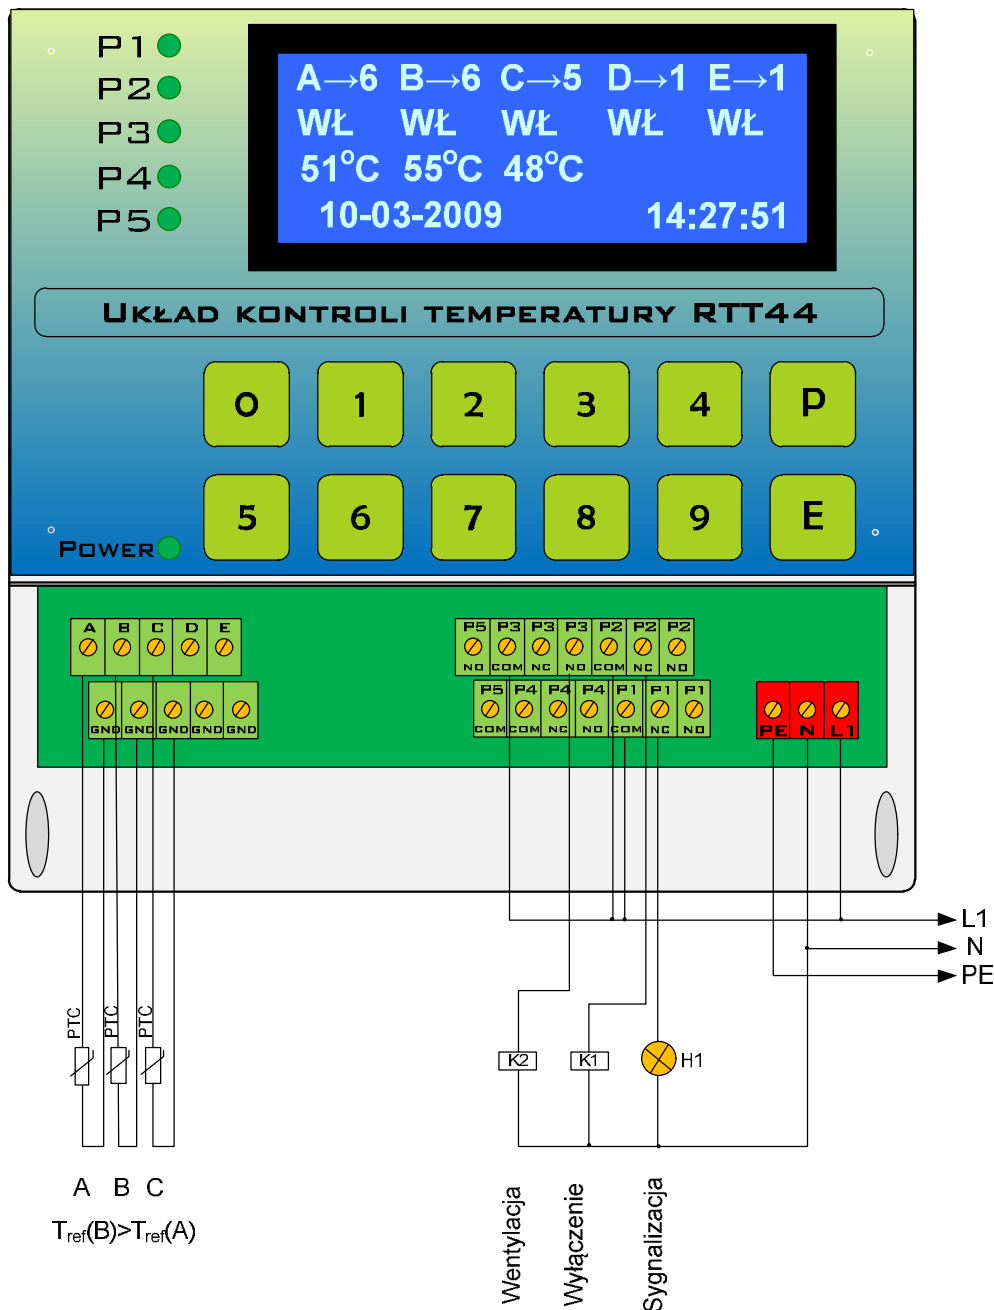 P1
P2
P3
P4
P5
A→6 B→6 C→5 D→1 E→1
WŁ WŁ WŁ WŁ WŁ
51°C 55°C 48°C
10-03-2009 14:27:51
UKŁAD KONTROLI TEMPERATURY RTT44
0 1 2 3 4 P
5 6 7 8 9 E
POWER
A B C D E
GND GND GND GND GND
P5 P3 P3 P3 P2 P2 P2
NO COM NC NO COM NC NO
P5 P4 P4 P4 P1 P1 P1
COM COM NC NO COM NC NO
PE N L1
L1
N
PE
PTC PTC PTC
K2 K1 H1
A B C
Tref(B)>Tref(A)
Wentylacja
Wyłączenie
Sygnalizacja